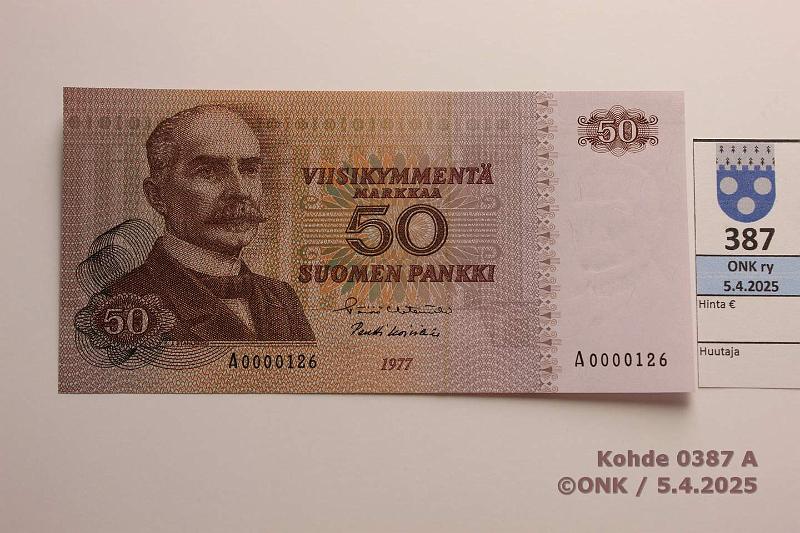 50
VIISIKYMMENTÄ
MARKKAA
50
SUOMEN PANKKI
50
A0000126
1977
A0000126
387
ONK ry
5.4.2025
Hinta €
Huutaja
Kohde 0387 A
©ONK / 5.4.2025